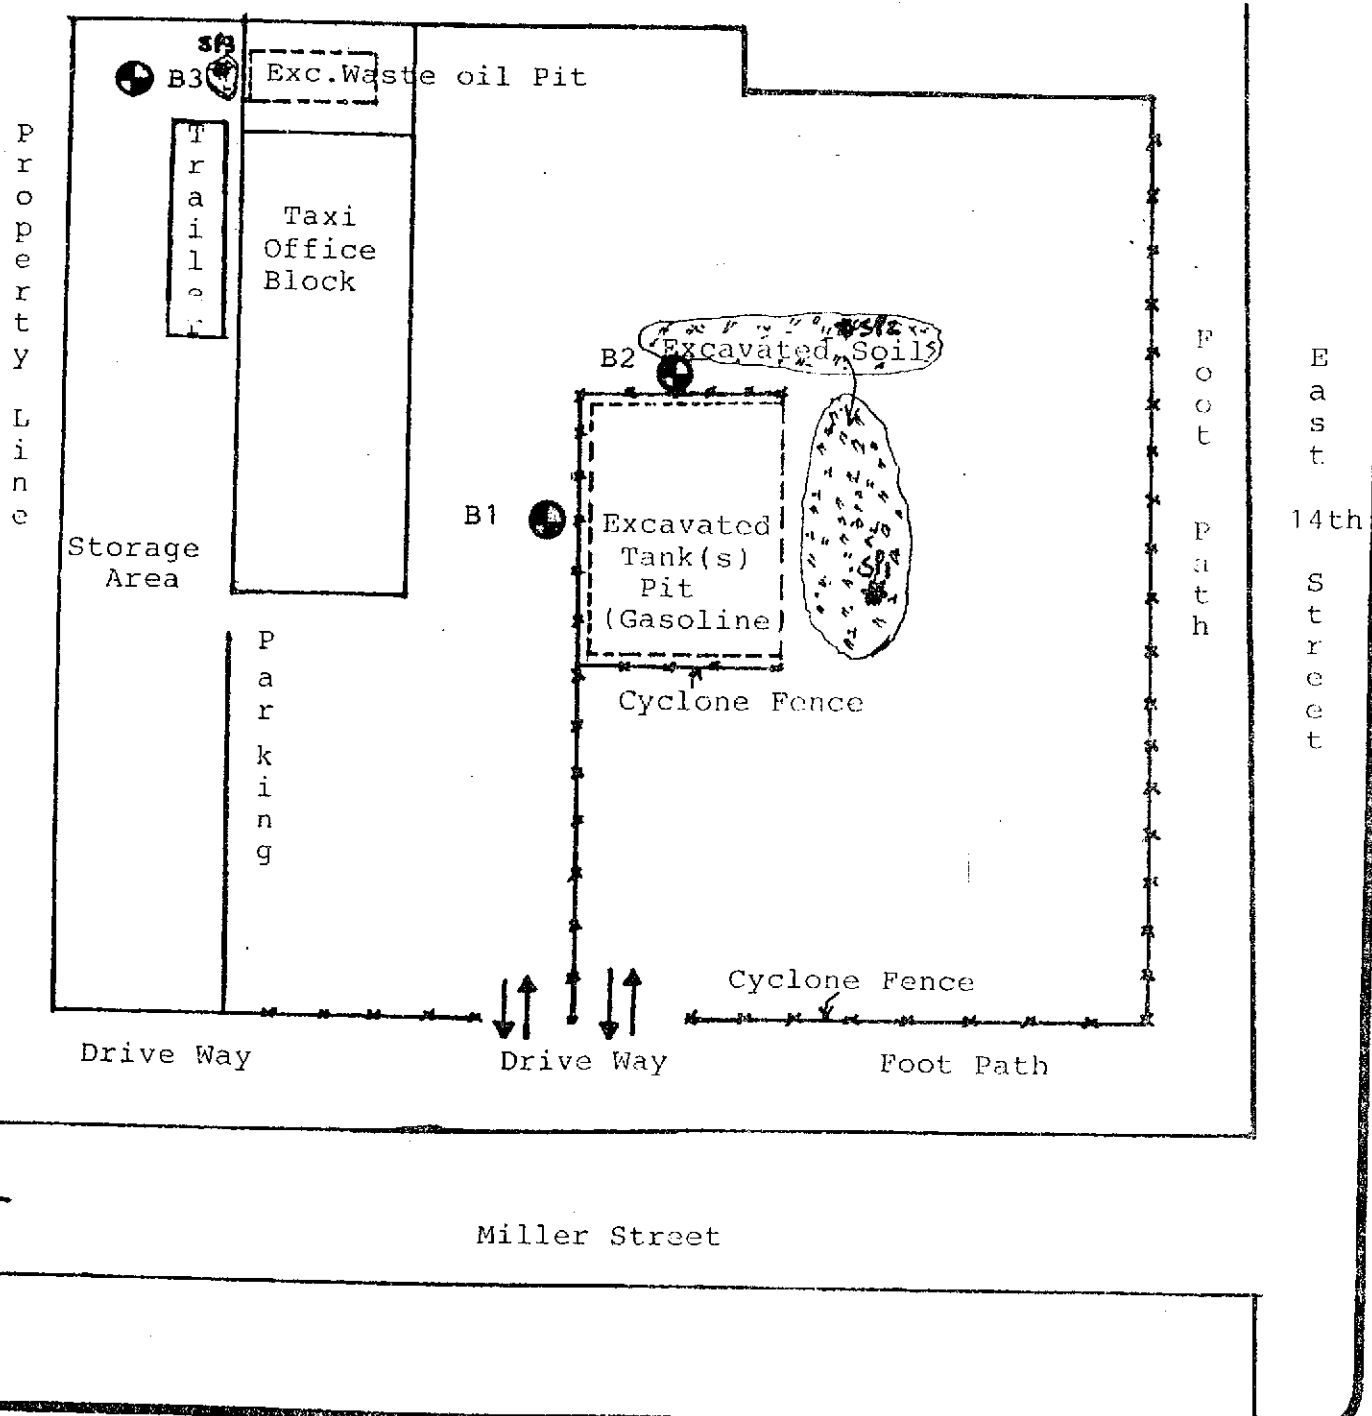 SP3
B3
Exc.Waste oil Pit
Property Line
Trailer
Taxi
Office
Block
SP2
B2
Excavated Soils
Foot Path
East 14th Street
B1
Excavated
Tank(s)
Pit
(Gasoline
Storage
Area
Parking
Cyclone Fence
Cyclone Fence
Drive Way
Drive Way
Foot Path
Miller Street